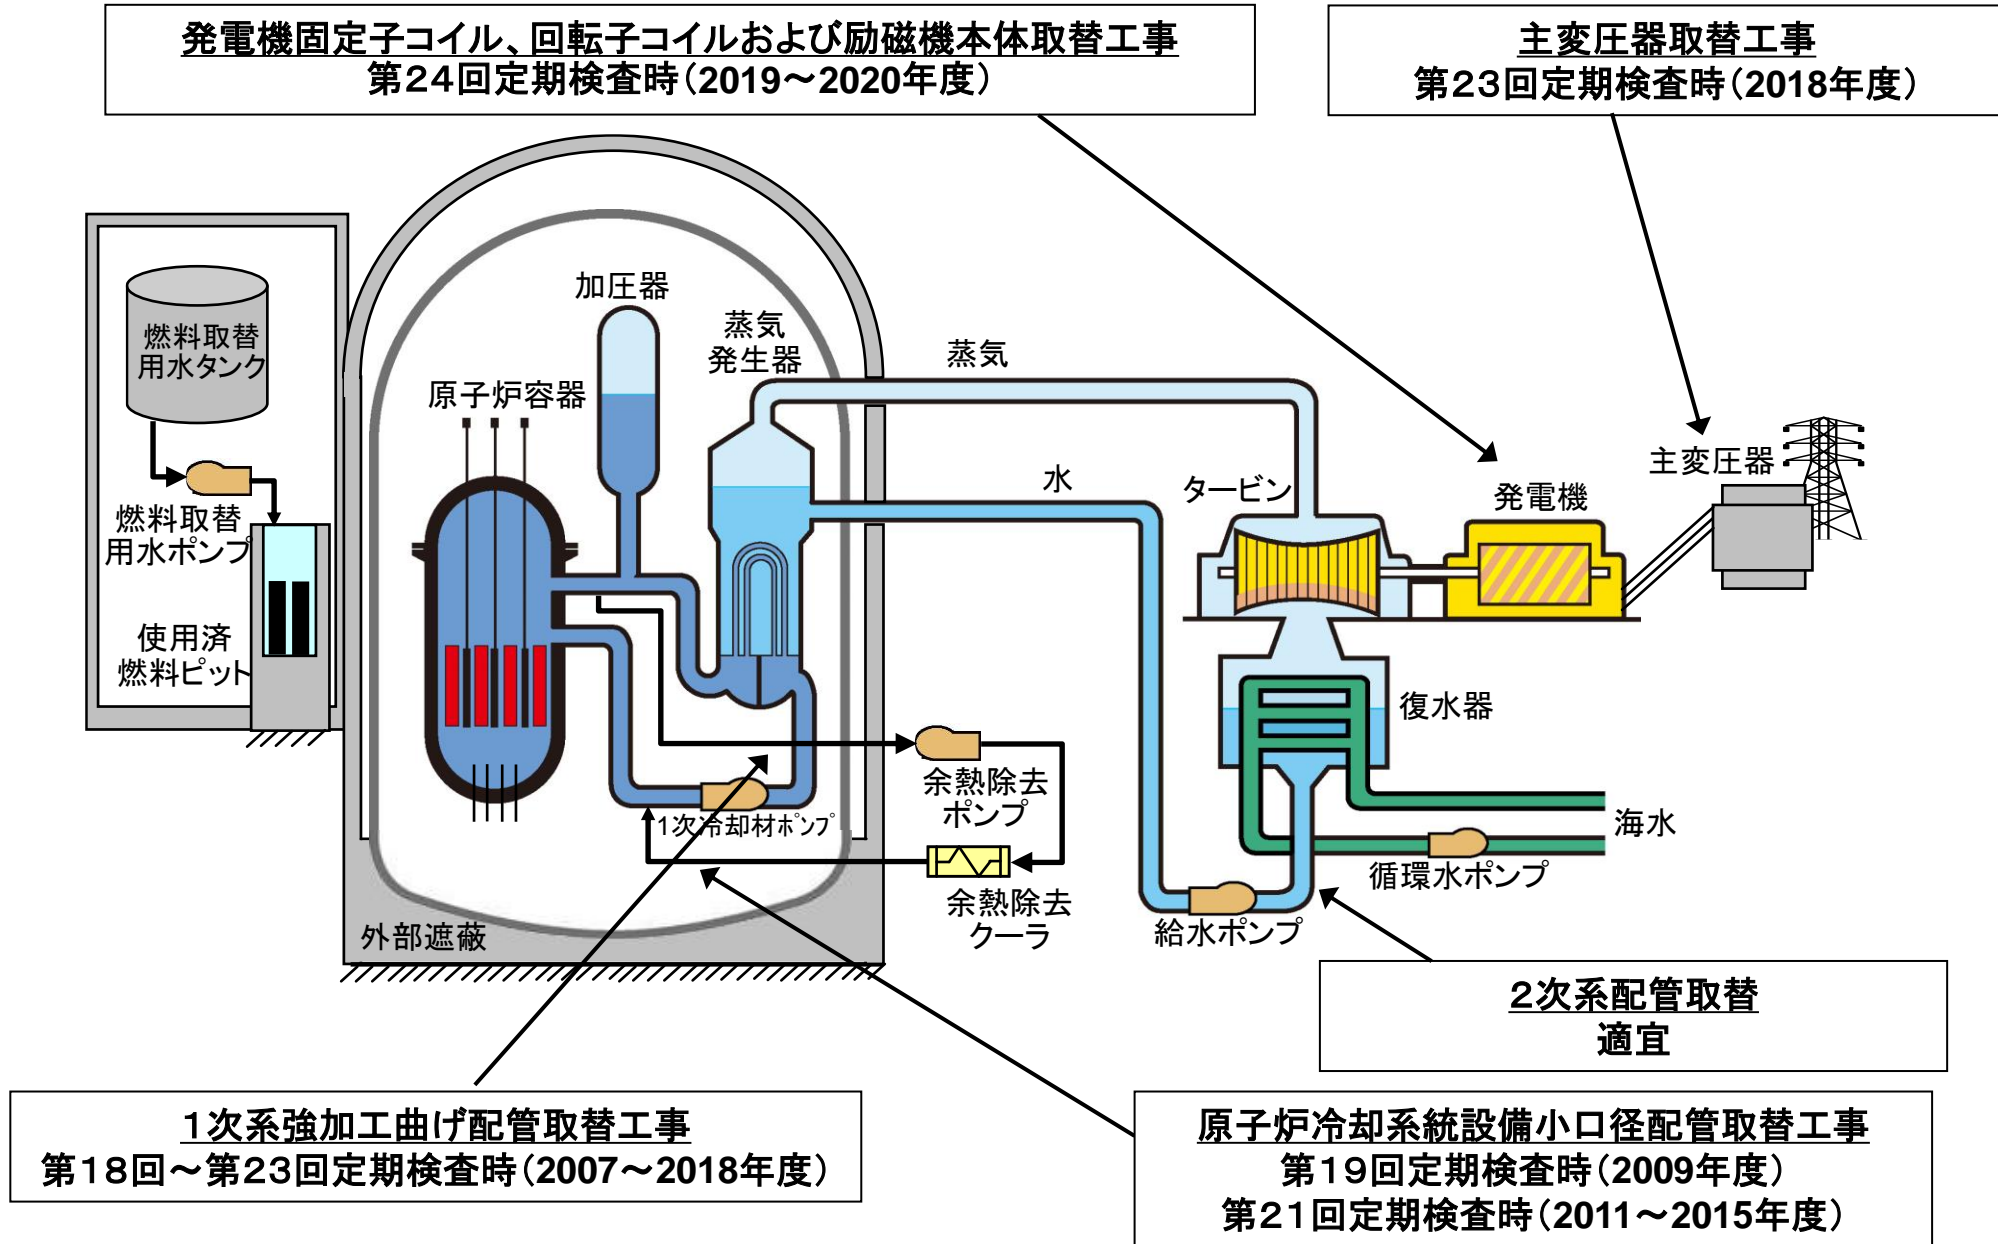 発電機固定子コイル、回転子コイルおよび励磁機本体取替工事
第24回定期検査時(2019～2020年度)
主変圧器取替工事
第23回定期検査時(2018年度)
加圧器
蒸気
発生器
蒸気
燃料取替
用水タンク
原子炉容器
水
タービン
発電機
主変圧器
燃料取替
用水ポンプ
使用済
燃料ピット
復水器
余熱除去
ポンプ
1次冷却材ポンプ
海水
循環水ポンプ
余熱除去
クーラ
給水ポンプ
外部遮蔽
2次系配管取替
適宜
1次系強加工曲げ配管取替工事
第18回～第23回定期検査時(2007～2018年度)
原子炉冷却系統設備小口径配管取替工事
第19回定期検査時(2009年度)
第21回定期検査時(2011～2015年度)